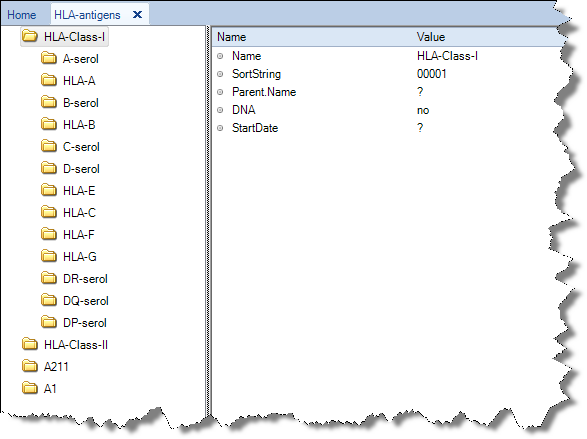 Home HLA-antigens
HLA-Class-I
A-serol
HLA-A
B-serol
HLA-B
C-serol
D-serol
HLA-E
HLA-C
HLA-F
HLA-G
DR-serol
DQ-serol
DP-serol
HLA-Class-II
A211
A1
Name Value
Name HLA-Class-I
SortString 00001
Parent.Name ?
DNA no
StartDate ?